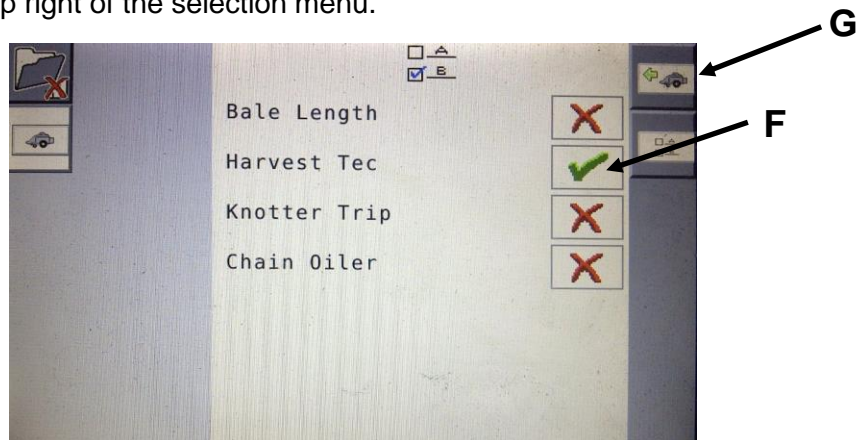 p right of the selection menu.
G
A
B
Bale Length
F
Harvest Tec
Knotter Trip
Chain Oiler